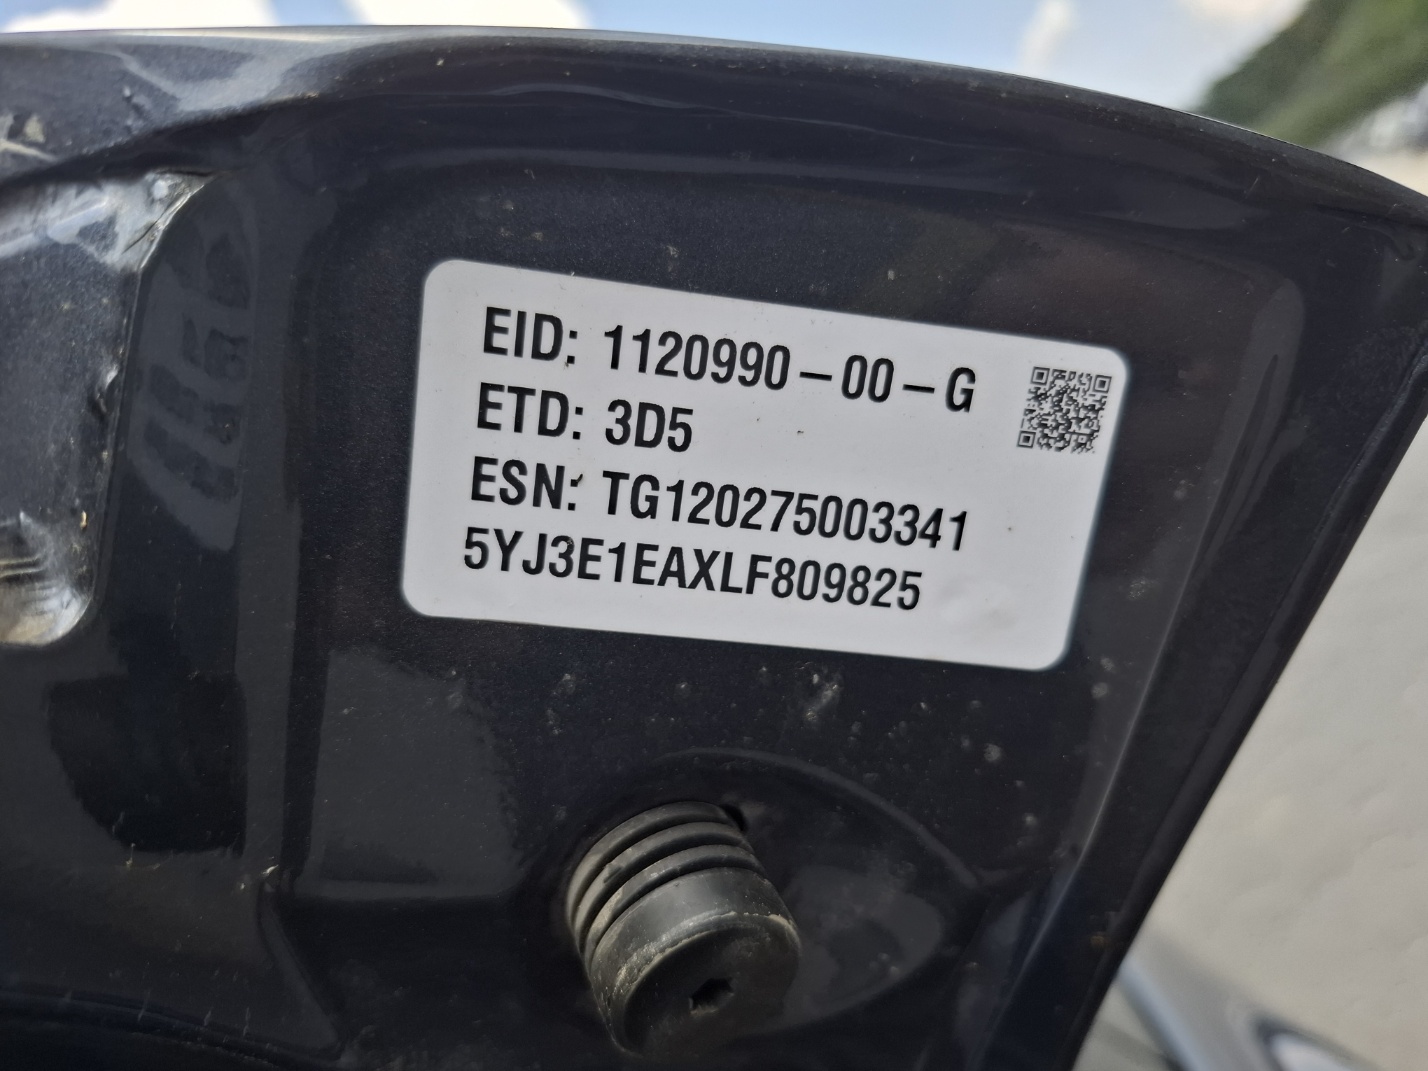 EID: 1120990-00-G
ETD: 3D5
ESN: TG120275003341
5YJ3E1EAXLF809825